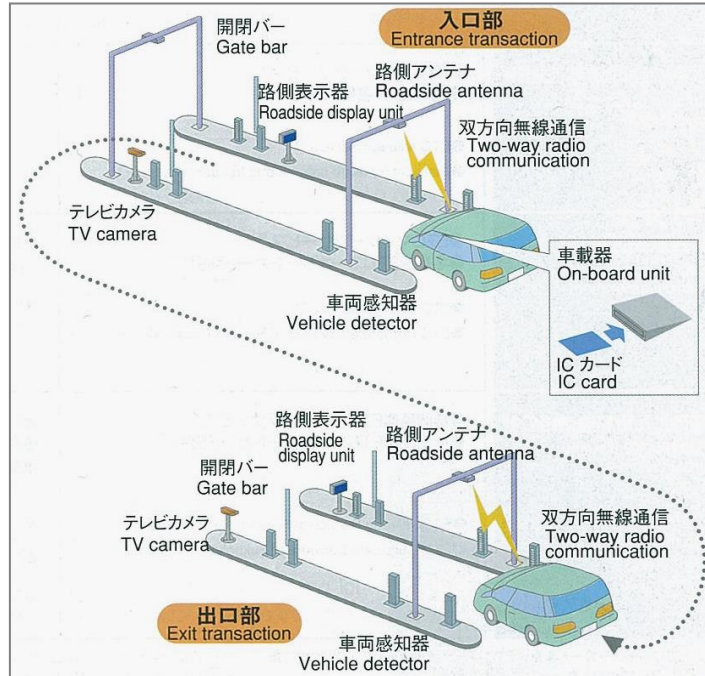 開閉バー
Gate bar
入口部
Entrance transaction
路側アンテナ
Roadside antenna
路側表示器
Roadside display unit
双方向無線通信
Two-way radio
communication
テレビカメラ
TV camera
車両感知器
Vehicle detector
車載器
On-board unit
IC カード
IC card
路側表示器
Roadside
display unit
路側アンテナ
Roadside antenna
開閉バー
Gate bar
テレビカメラ
TV camera
双方向無線通信
Two-way radio
communication
出口部
Exit transaction
車両感知器
Vehicle detector